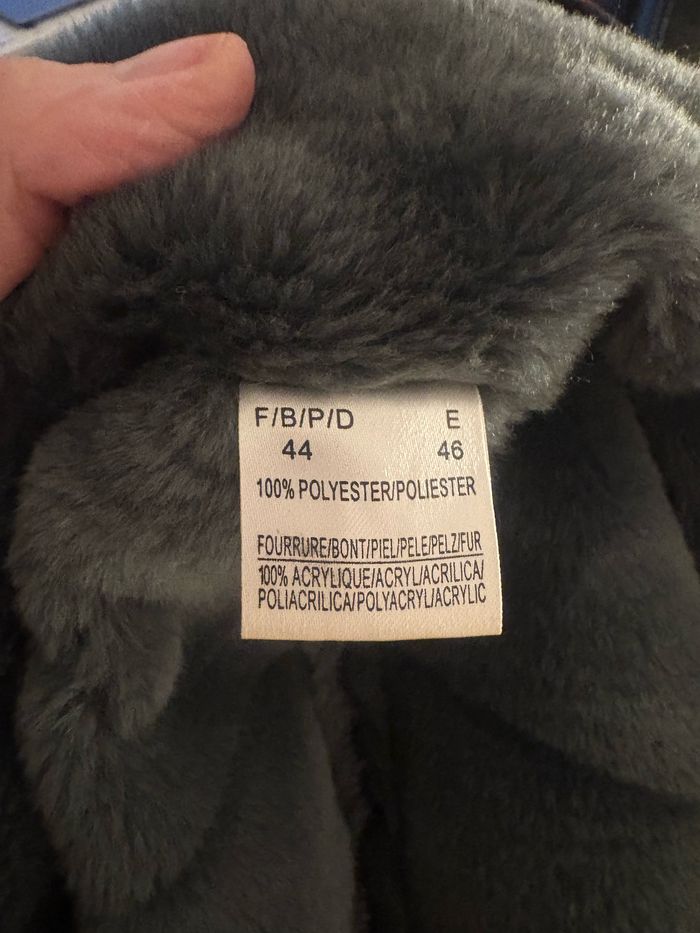 F/B/P/D E
44 46
100% POLYESTER/POLIESTER
FOURRURE/BONT/PIEL/PELE/PELZ/FUR
100% ACRYLIQUE/ACRYL/ACRILICA/
POLIACRILICA/POLYACRYL/ACRYLIC